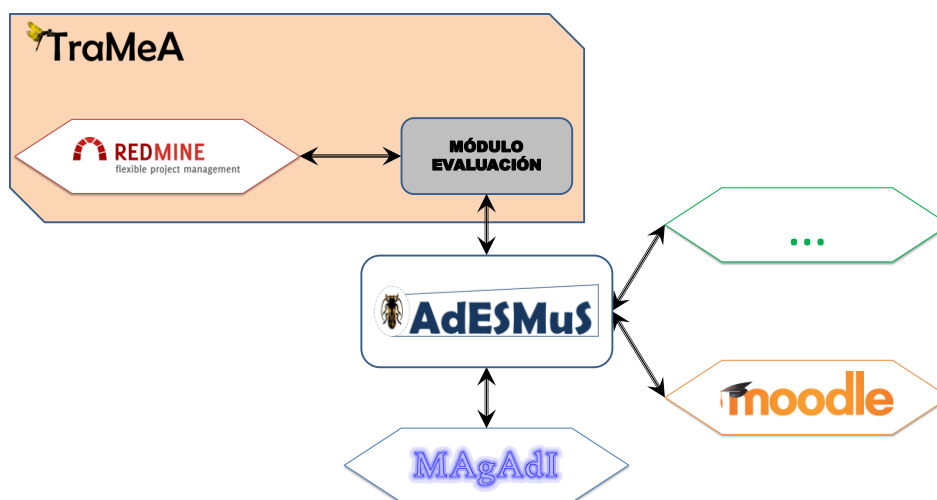 TraMeA
REDMINE
flexible project management
MÓDULO
EVALUACIÓN
...
AdESMuS
moodle
MAgAdI